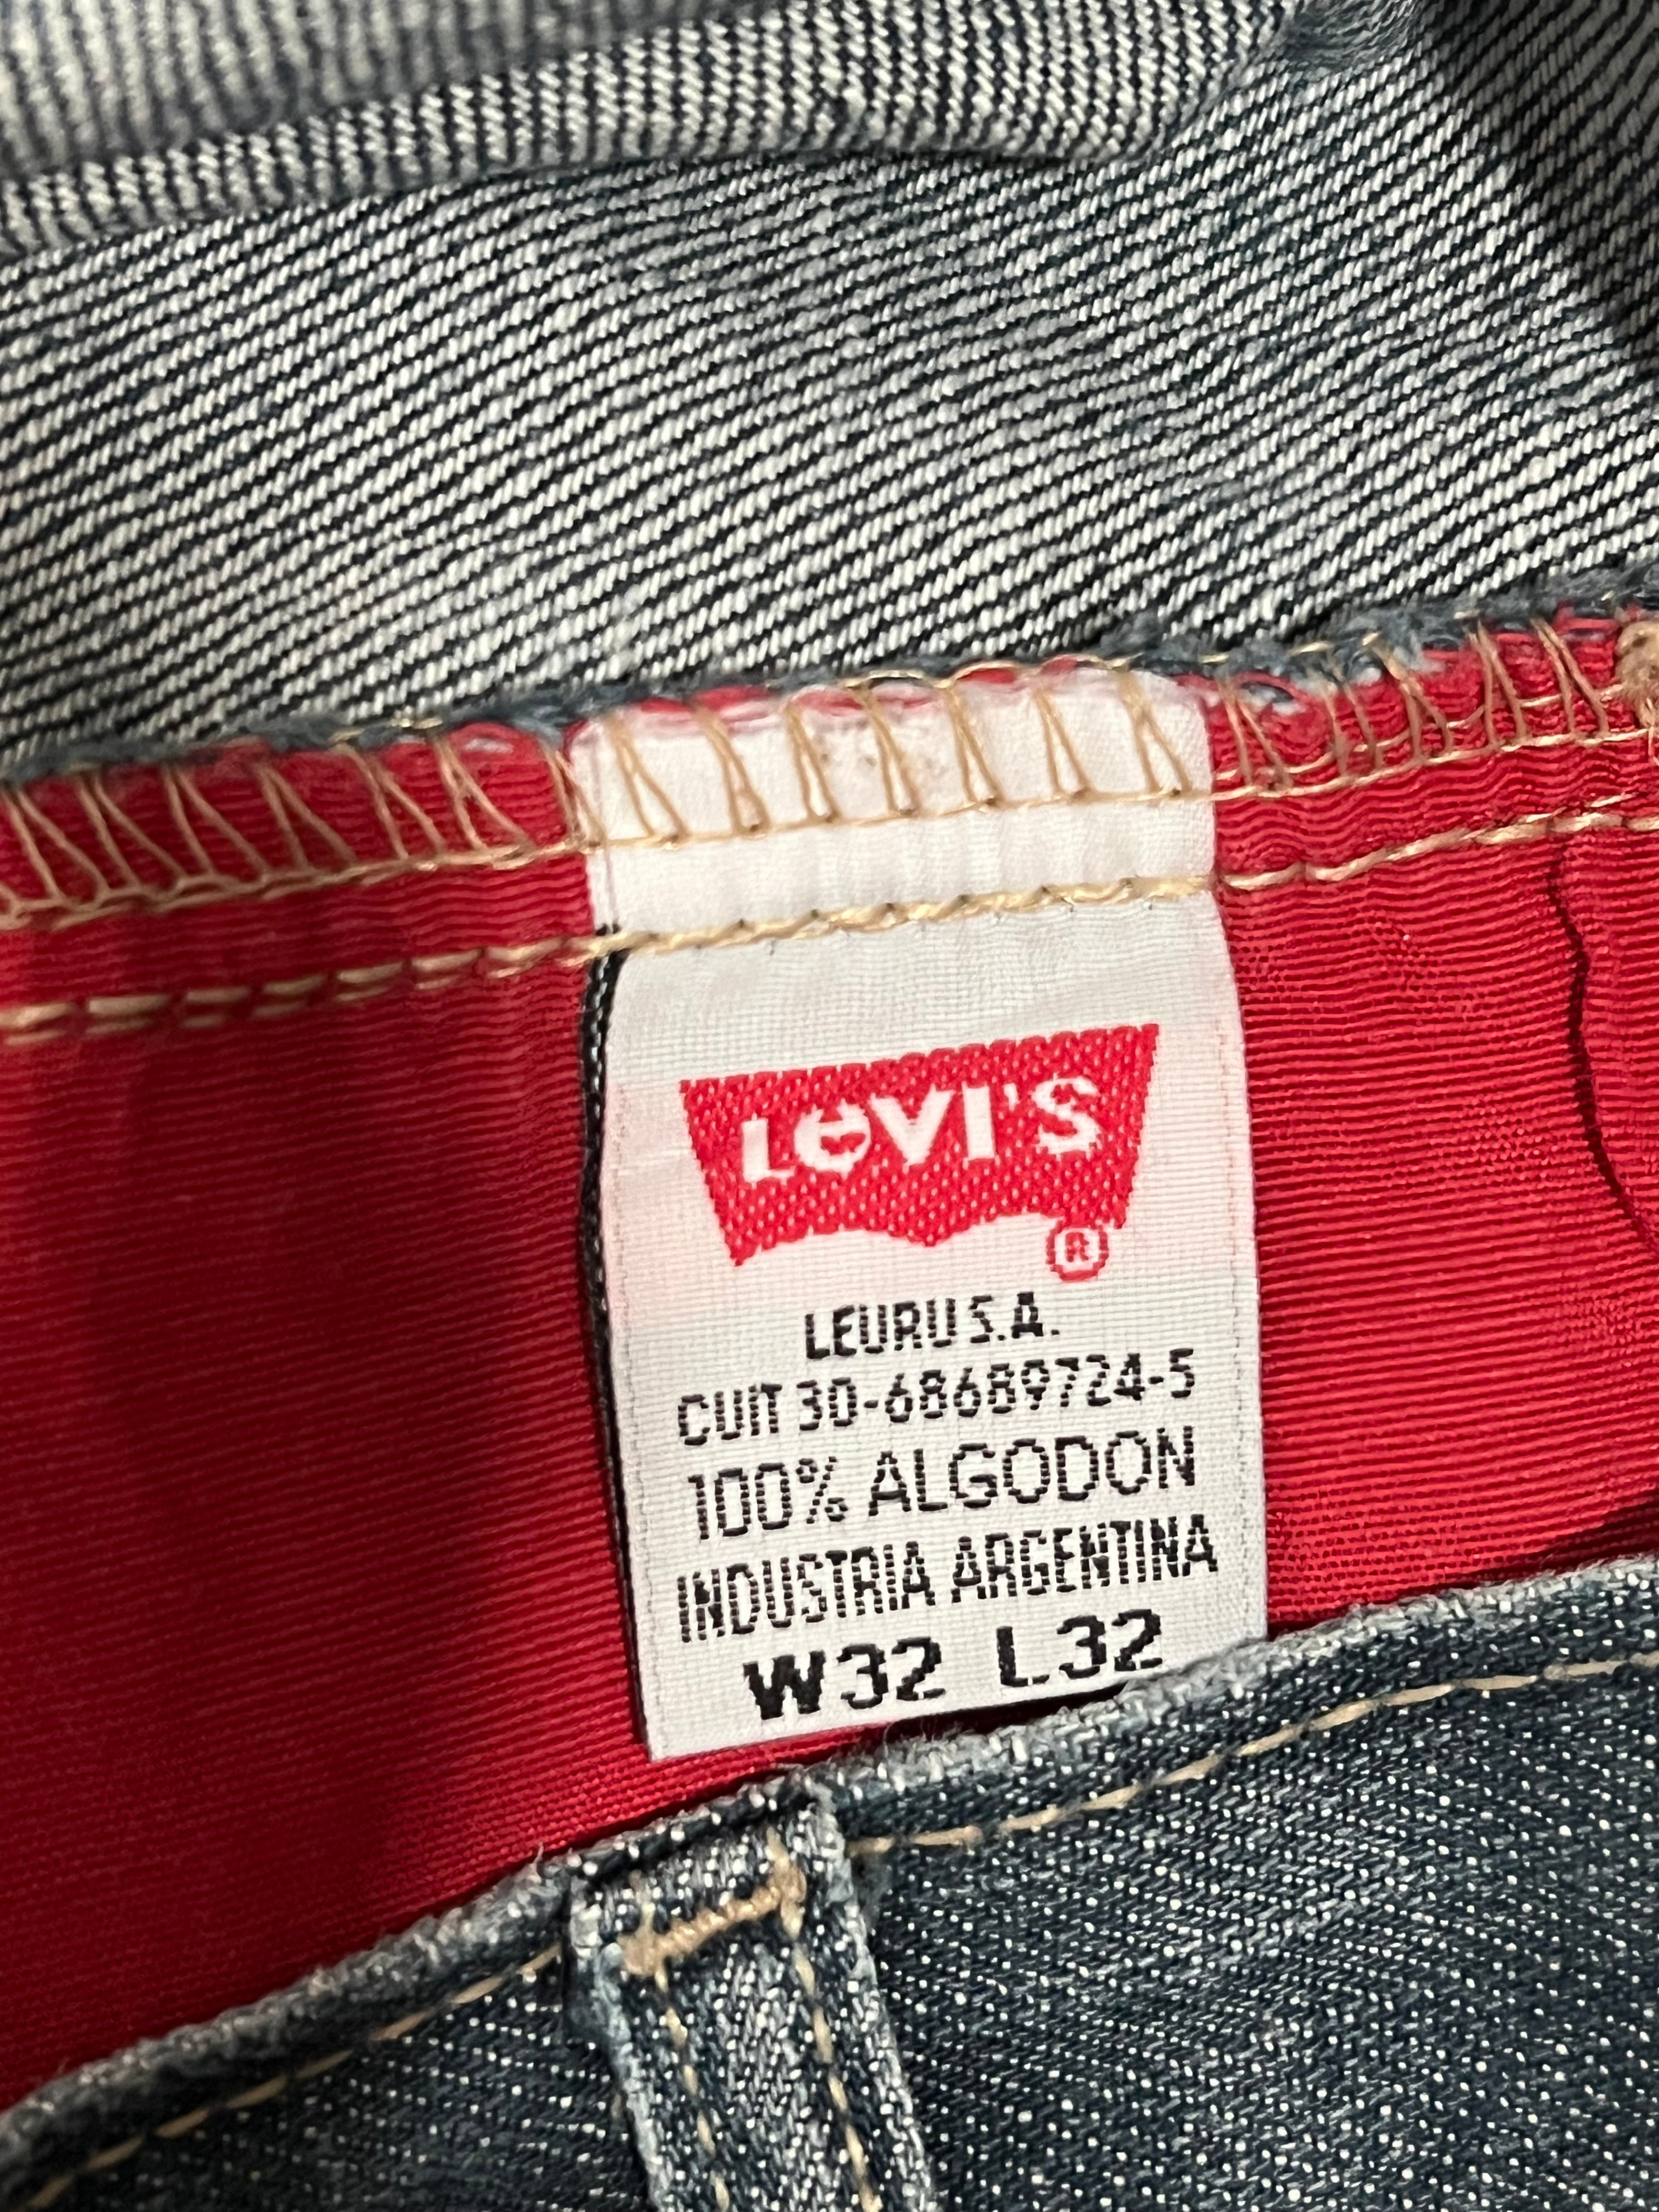 LeVI'S
®
LEURU S.A.
CUIT 30-68689724-5
100% ALGODON
INDUSTRIA ARGENTINA
W32 L32